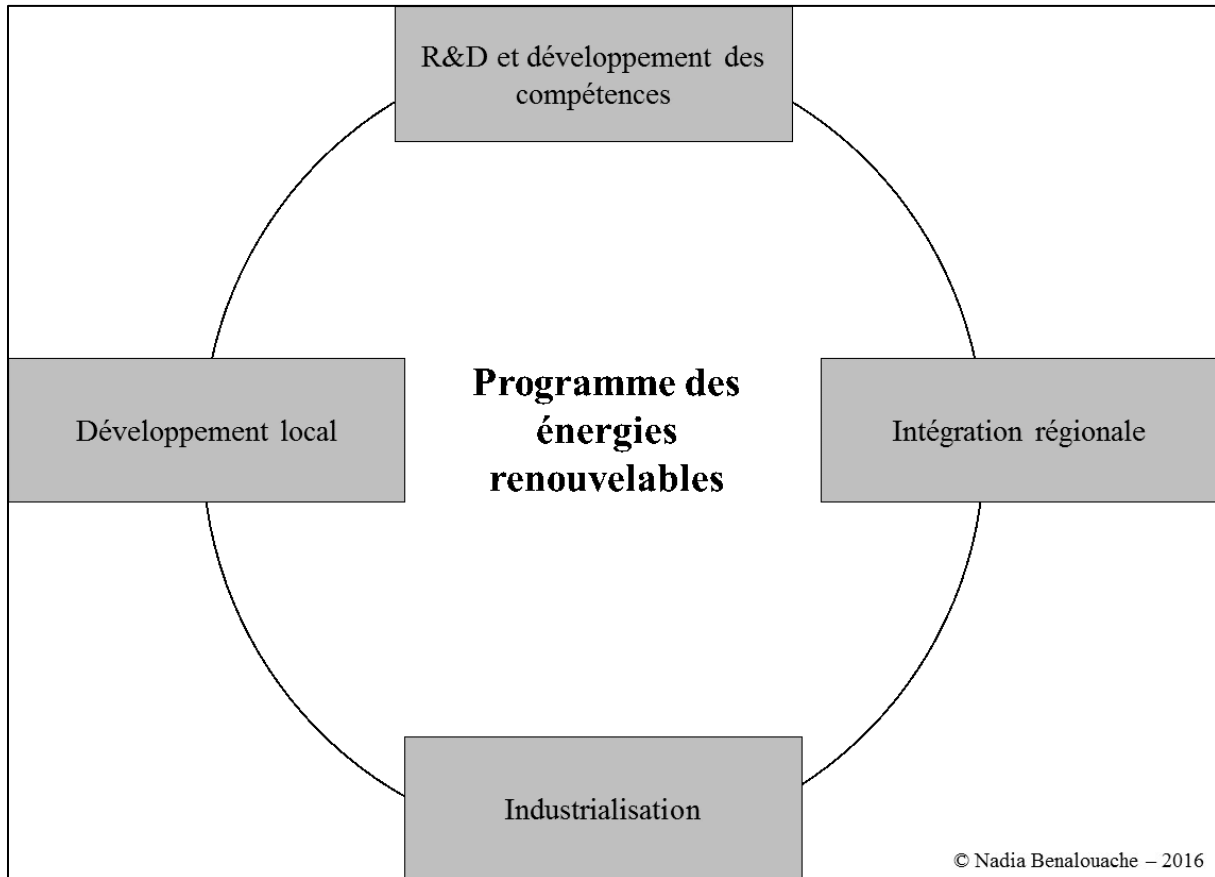 R&D et développement des
compétences
Développement local
Programme des
énergies
renouvelables
Intégration régionale
Industrialisation
© Nadia Benalouache – 2016